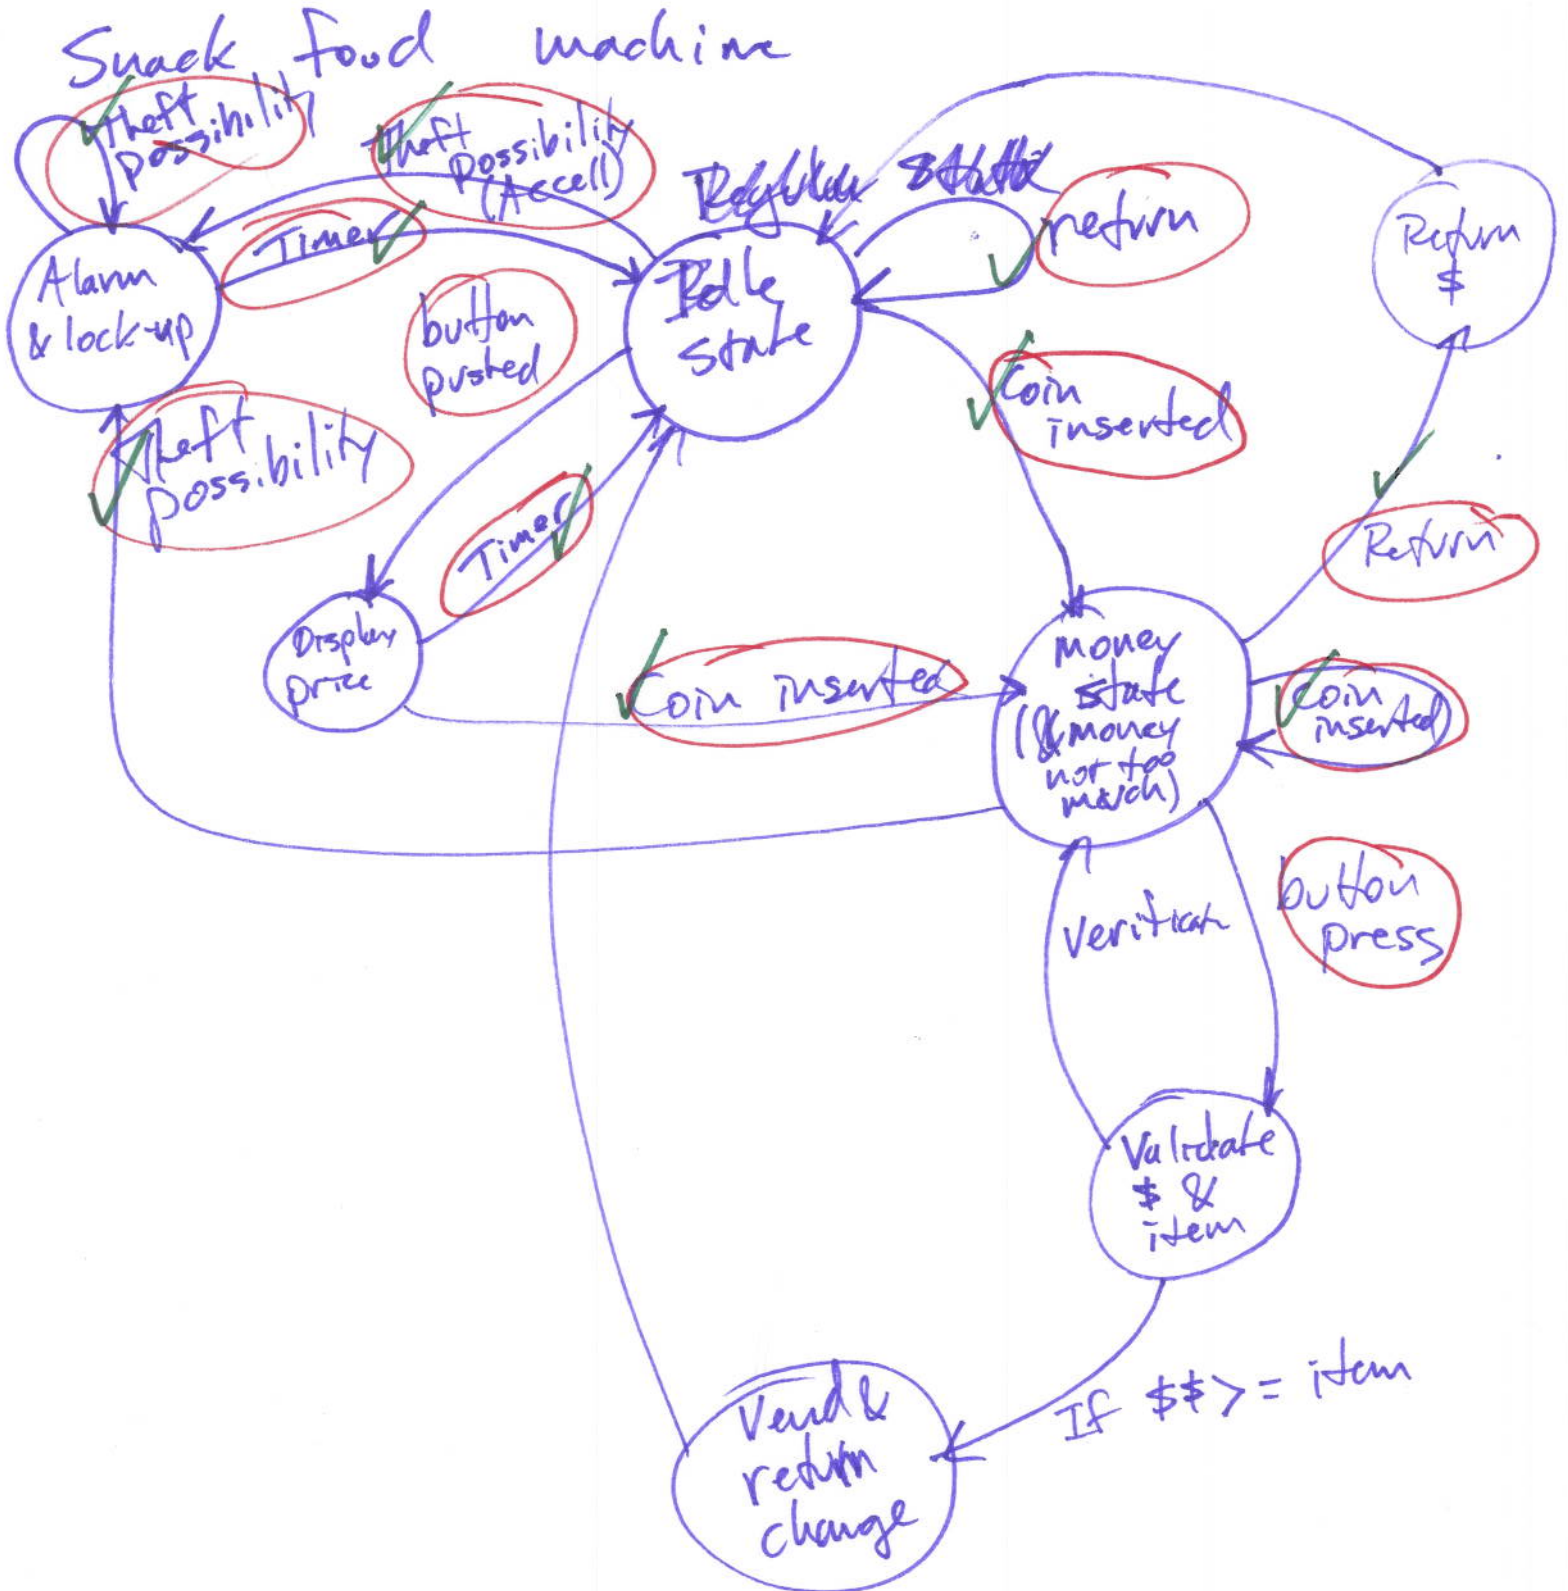 Snack food machine
Theft
possibility
Theft
Possibility
(Accell)
Timer
Alarm
& lock-up
button
pushed
Idle
state
return
Return
$
Coin
inserted
Theft
possibility
Timer
Return
Display
price
Coin inserted
money
state
(& money
not too
much)
Coin
inserted
button
press
Validate
$ &
item
If $$ >= item
Vend &
return
change